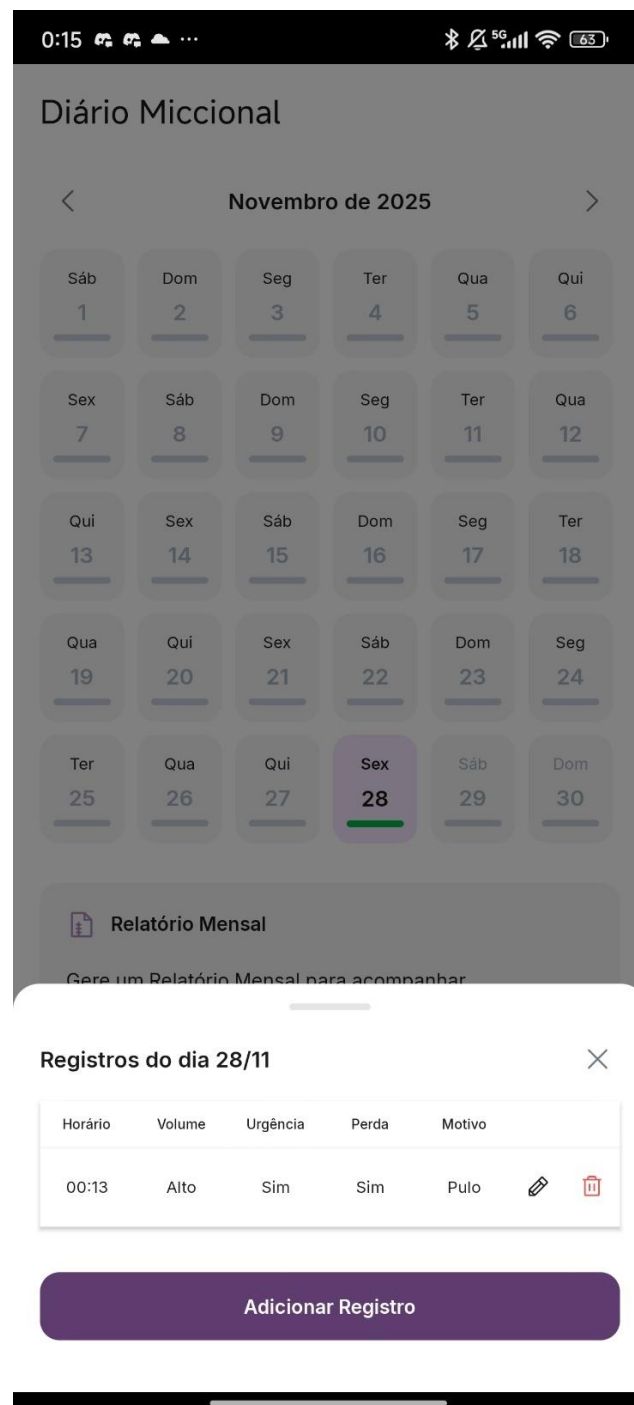 0:15 ... 5G 63
Diário Miccional
Novembro de 2025
Sáb Dom Seg Ter Qua Qui
1 2 3 4 5 6
Sex Sáb Dom Seg Ter Qua
7 8 9 10 11 12
Qui Sex Sáb Dom Seg Ter
13 14 15 16 17 18
Qua Qui Sex Sáb Dom Seg
19 20 21 22 23 24
Ter Qua Qui Sex Sáb Dom
25 26 27 28 29 30
Relatório Mensal
Gere um Relatório Mensal para acompanhar
Registros do dia 28/11
Horário Volume Urgência Perda Motivo
00:13 Alto Sim Sim Pulo
Adicionar Registro